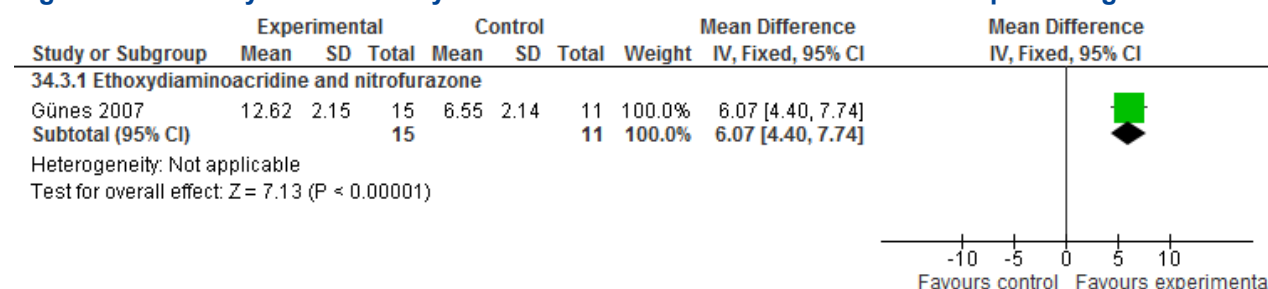 Experimental Control Mean Difference Mean Difference
Study or Subgroup Mean SD Total Mean SD Total Weight IV, Fixed, 95% CI IV, Fixed, 95% CI
34.3.1 Ethoxydiaminoacridine and nitrofurazone
Günes 2007 12.62 2.15 15 6.55 2.14 11 100.0% 6.07 [4.40, 7.74]
Subtotal (95% CI) 15 11 100.0% 6.07 [4.40, 7.74]
Heterogeneity: Not applicable
Test for overall effect: Z = 7.13 (P < 0.00001)
-10 -5 0 5 10
Favours control Favours experimenta